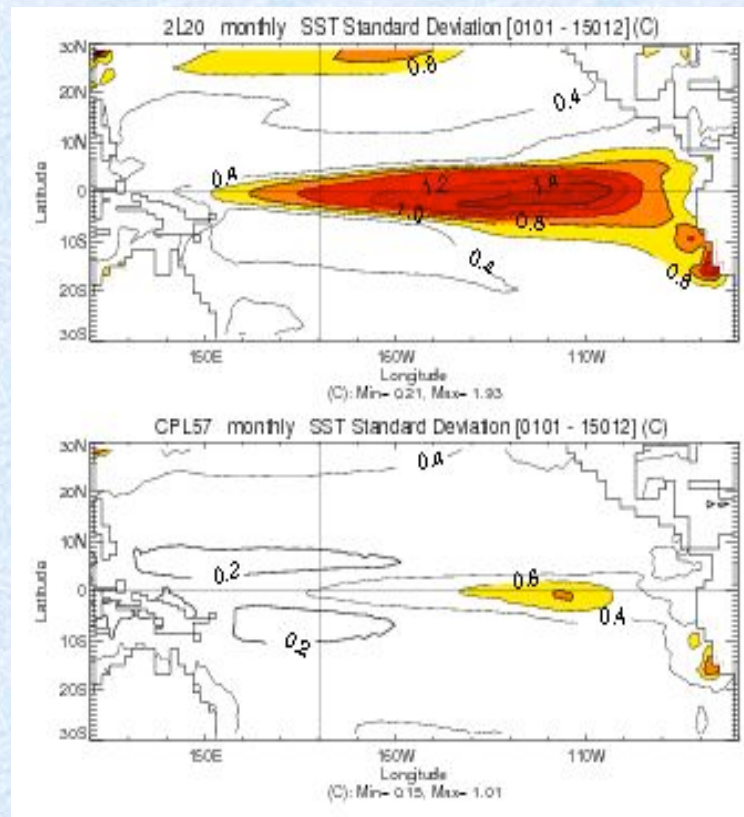 2L20 monthly SST Standard Deviation [0101 - 15012] (C)
30N
0.8
20N
0.4
10N
0.4
1.2
1.8
0
1.0
0.8
10S
0.4
0.8
20S
30S
Latitude
150E 160W 110W
Longitude
(C): Min= 0.21, Max= 1.93
CPL57 monthly SST Standard Deviation [0101 - 15012] (C)
30N
0.4
20N
10N
0.2
0.6
0
0.4
10S
0.2
20S
30S
Latitude
150E 160W 110W
Longitude
(C): Min= 0.15, Max= 1.01